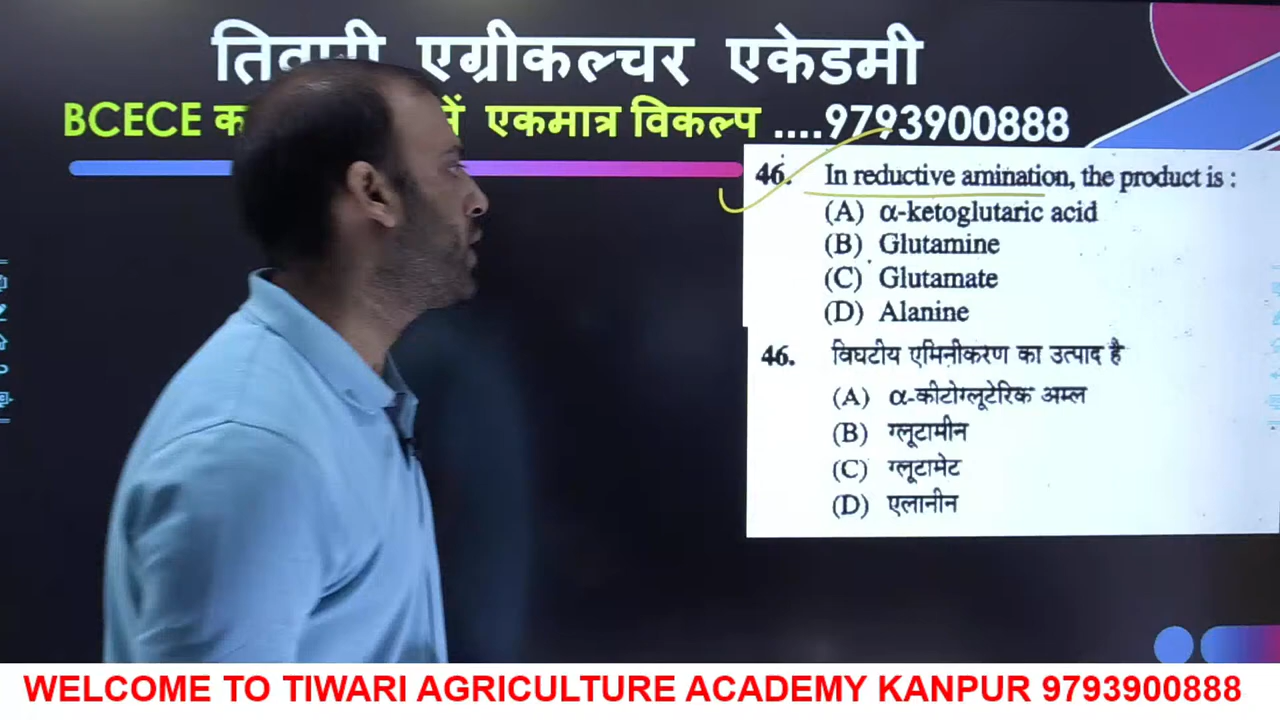 एग्रीकल्चर एकेडमी
BCECE एकमात्र विकल्प ....9793900888
46. In reductive amination, the product is :
(A) α-ketoglutaric acid
(B) Glutamine
(C) Glutamate
(D) Alanine
46. विघटीय एमिनीकरण का उत्पाद है
(A) α-कीटोग्लूटेरिक अम्ल
(B) ग्लूटामीन
(C) ग्लूटामेट
(D) एलानीन
WELCOME TO TIWARI AGRICULTURE ACADEMY KANPUR 9793900888